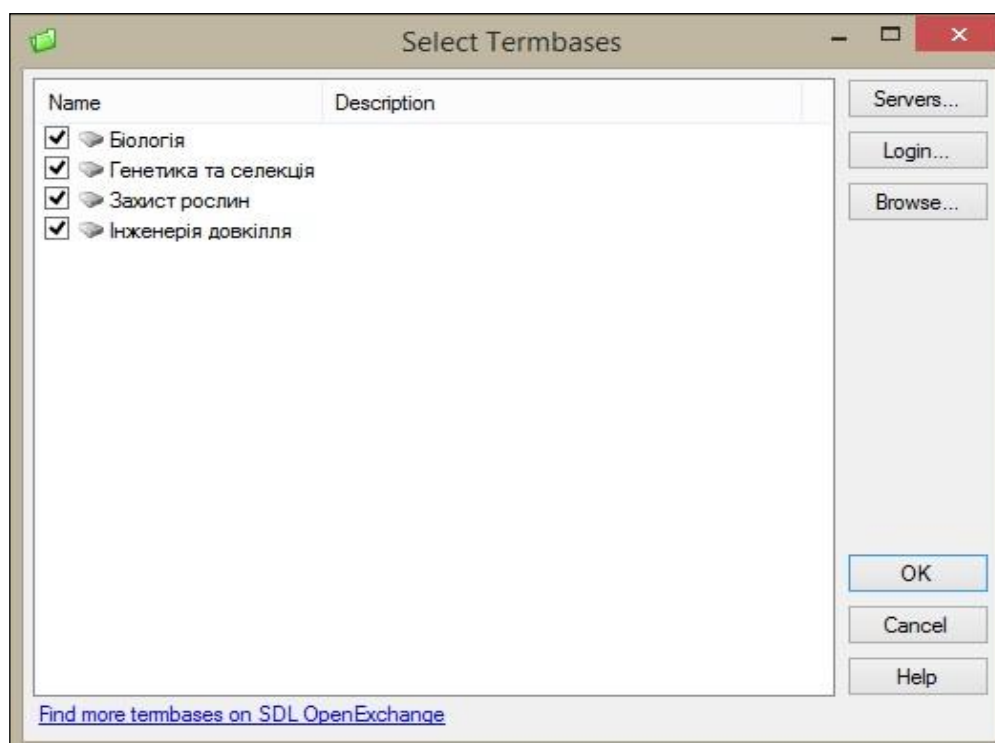 Select Termbases
Name Description
Біологія
Генетика та селекція
Захист рослин
Інженерія довкілля
Servers...
Login...
Browse...
OK
Cancel
Help
Find more termbases on SDL OpenExchange